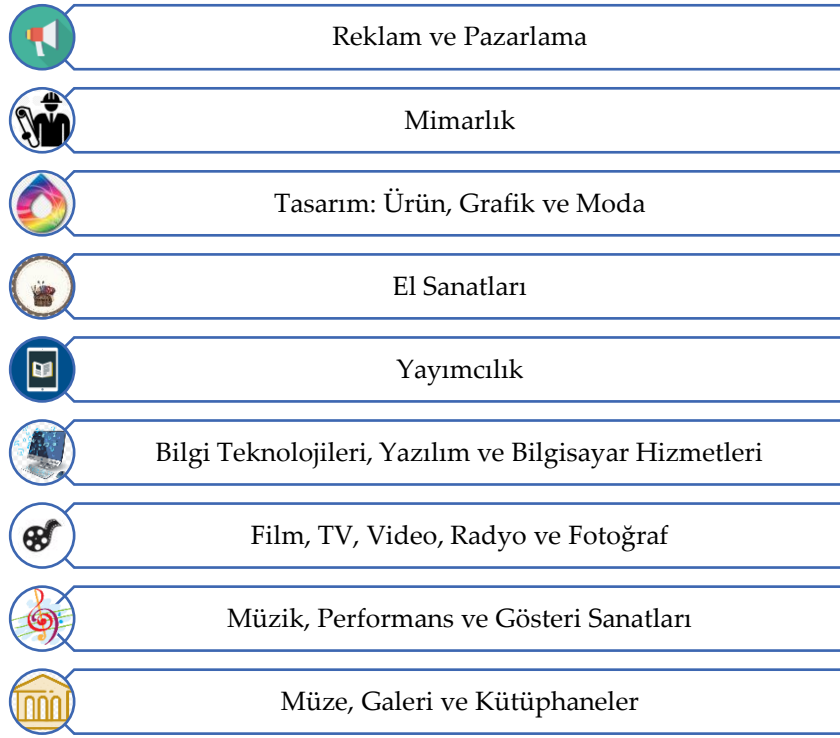 Reklam ve Pazarlama
Mimarlık
Tasarım: Ürün, Grafik ve Moda
El Sanatları
Yayımcılık
Bilgi Teknolojileri, Yazılım ve Bilgisayar Hizmetleri
Film, TV, Video, Radyo ve Fotoğraf
Müzik, Performans ve Gösteri Sanatları
Müze, Galeri ve Kütüphaneler